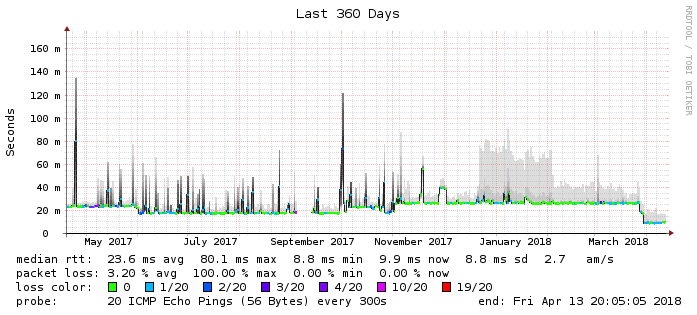 Last 360 Days
RRDTOOL / TOBI OETIKER
Seconds
160 m
140 m
120 m
100 m
80 m
60 m
40 m
20 m
0
May 2017 July 2017 September 2017 November 2017 January 2018 March 2018
median rtt: 23.6 ms avg 80.1 ms max 8.8 ms min 9.9 ms now 8.8 ms sd 2.7 am/s
packet loss: 3.20 % avg 100.00 % max 0.00 % min 0.00 % now
loss color: 0 1/20 2/20 3/20 4/20 10/20 19/20
probe: 20 ICMP Echo Pings (56 Bytes) every 300s end: Fri Apr 13 20:05:05 2018